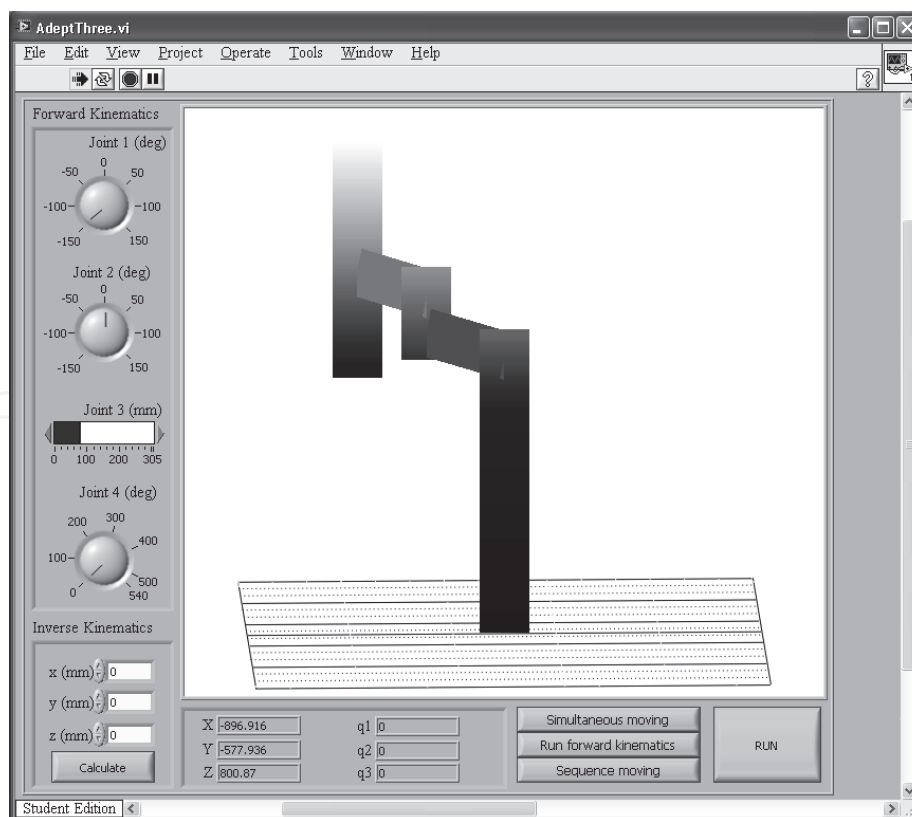 AdeptThree.vi
File Edit View Project Operate Tools Window Help
Forward Kinematics
Joint 1 (deg)
0
-50 50
-100 -100
-150 150
Joint 2 (deg)
0
-50 50
-100 -100
-150 150
Joint 3 (mm)
0 100 200 305
Joint 4 (deg)
300
200 400
100
500
0 540
Inverse Kinematics
x (mm) 0
y (mm) 0
z (mm) 0
Calculate
X -896.916 q1 0
Y -577.936 q2 0
Z 800.87 q3 0
Simultaneous moving
Run forward kinematics
Sequence moving
RUN
Student Edition